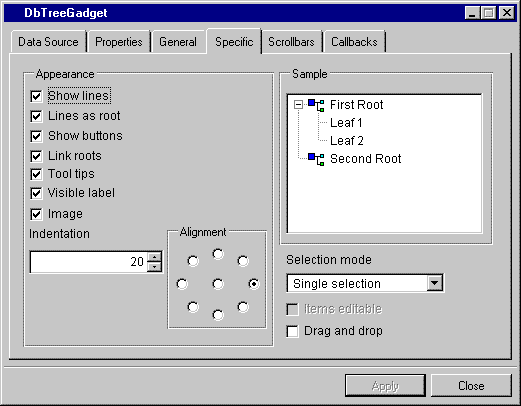 DbTreeGadget
Data Source Properties General Specific Scrollbars Callbacks
Appearance
Show lines
Lines as root
Show buttons
Link roots
Tool tips
Visible label
Image
Indentation
20
Alignment
Sample
First Root
Leaf 1
Leaf 2
Second Root
Selection mode
Single selection
Items editable
Drag and drop
Apply Close